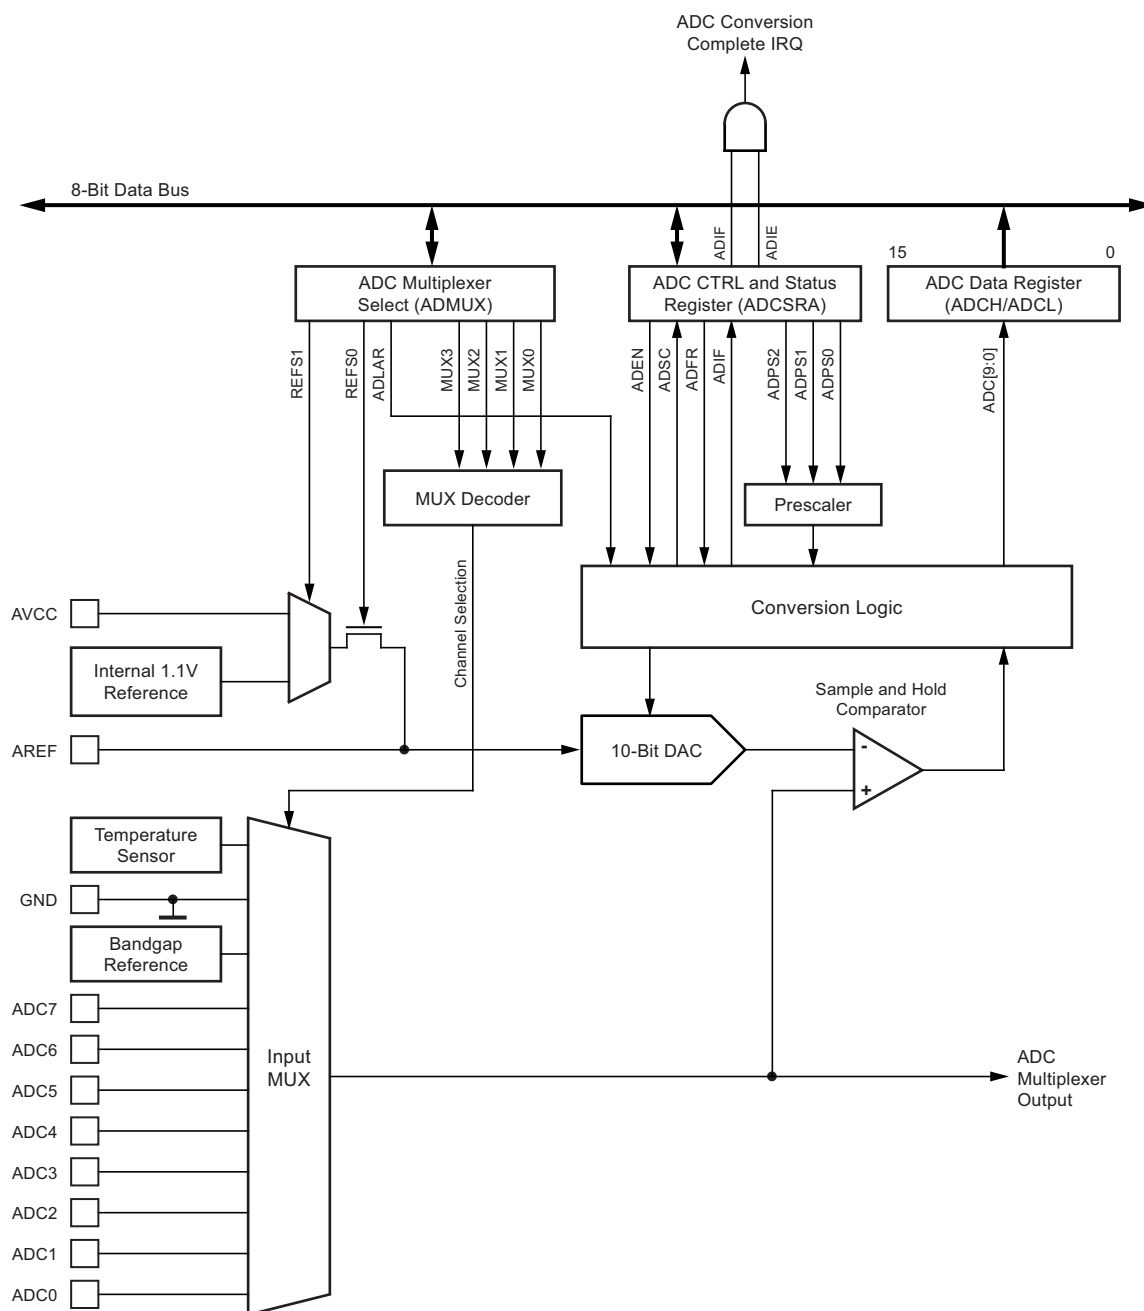 ADC Conversion
Complete IRQ
8-Bit Data Bus
ADIF
ADIE
15
0
ADC Multiplexer
Select (ADMUX)
ADC CTRL and Status
Register (ADCSRA)
ADC Data Register
(ADCH/ADCL)
REFS1
REFS0
ADLAR
MUX3
MUX2
MUX1
MUX0
ADEN
ADSC
ADFR
ADIF
ADPS2
ADPS1
ADPS0
ADC[9:0]
MUX Decoder
Prescaler
Channel Selection
Conversion Logic
AVCC
Internal 1.1V
Reference
Sample and Hold
Comparator
AREF
10-Bit DAC
-
+
Temperature
Sensor
GND
Bandgap
Reference
ADC7
ADC6
ADC5
ADC4
ADC3
ADC2
ADC1
ADC0
Input
MUX
ADC
Multiplexer
Output